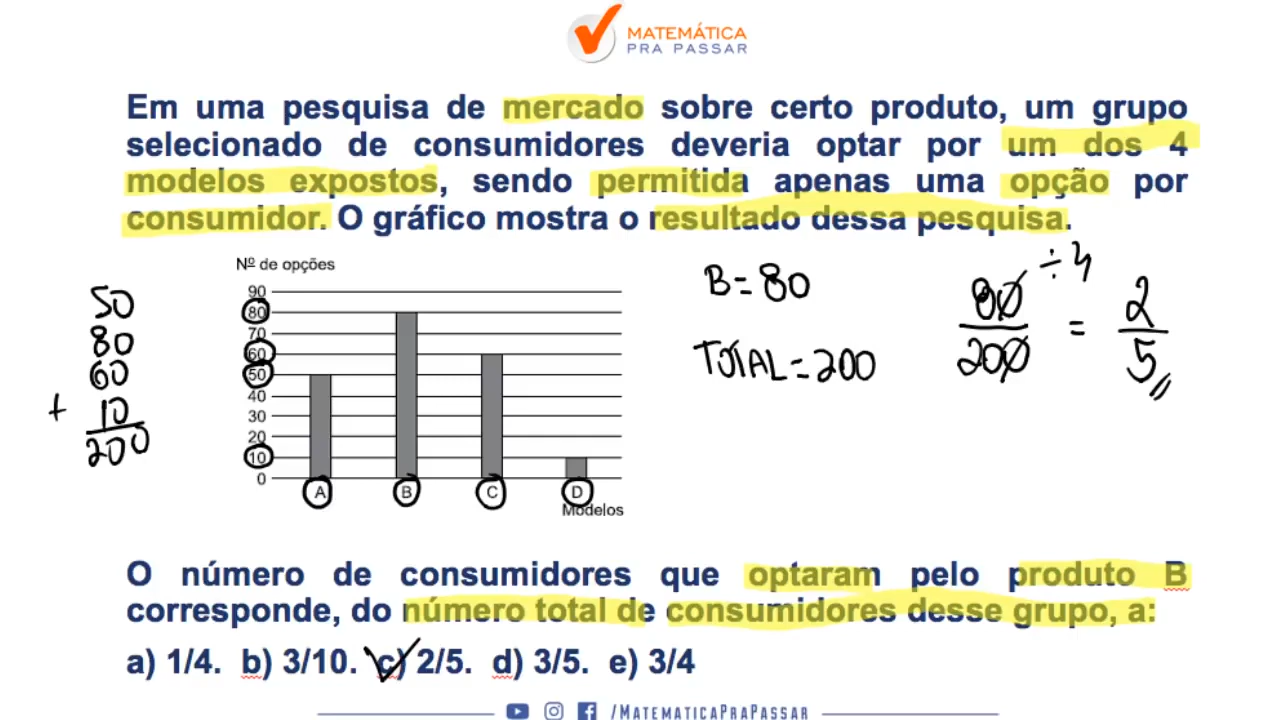 MATEMÁTICA
PRA PASSAR
Em uma pesquisa de mercado sobre certo produto, um grupo
selecionado de consumidores deveria optar por um dos 4
modelos expostos, sendo permitida apenas uma opção por
consumidor. O gráfico mostra o resultado dessa pesquisa.
Nº de opções
90
80
70
60
50
40
30
20
10
0
A B C D
Modelos
50
80
60
+ 10
200
B = 80
TOTAL = 200
80/200 ÷4 = 2/5
O número de consumidores que optaram pelo produto B
corresponde, do número total de consumidores desse grupo, a:
a) 1/4. b) 3/10. c) 2/5. d) 3/5. e) 3/4
/MATEMATICAPRAPASSAR